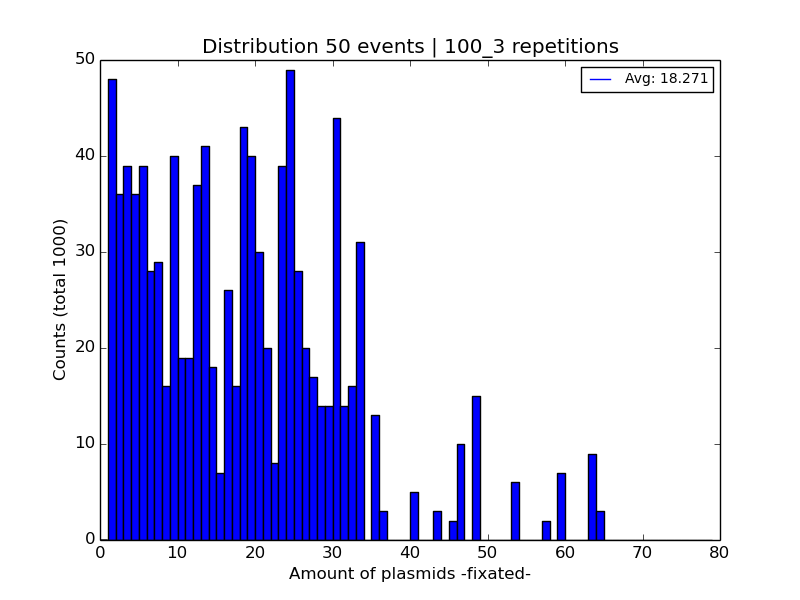 Distribution 50 events | 100_3 repetitions
Avg: 18.271
50
40
30
20
10
0
Counts (total 1000)
0 10 20 30 40 50 60 70 80
Amount of plasmids -fixated-